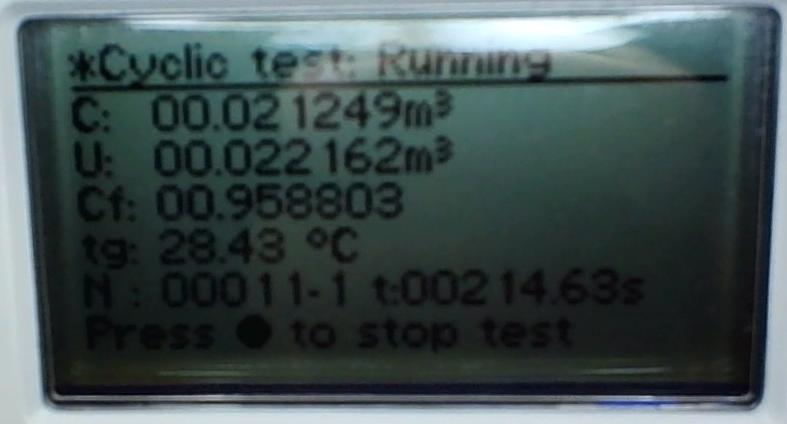 *Cyclic test: Running
C: 00.021249m³
U: 00.022162m³
Cf: 00.958803
tg: 28.43 °C
N : 00011-1 t:00214.63s
Press ● to stop test